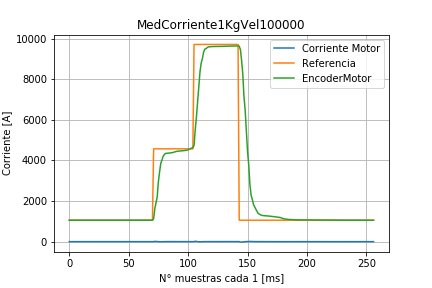 MedCorriente1KgVel100000
Corriente [A]
10000
8000
6000
4000
2000
0
Corriente Motor
Referencia
EncoderMotor
0 50 100 150 200 250
N° muestras cada 1 [ms]